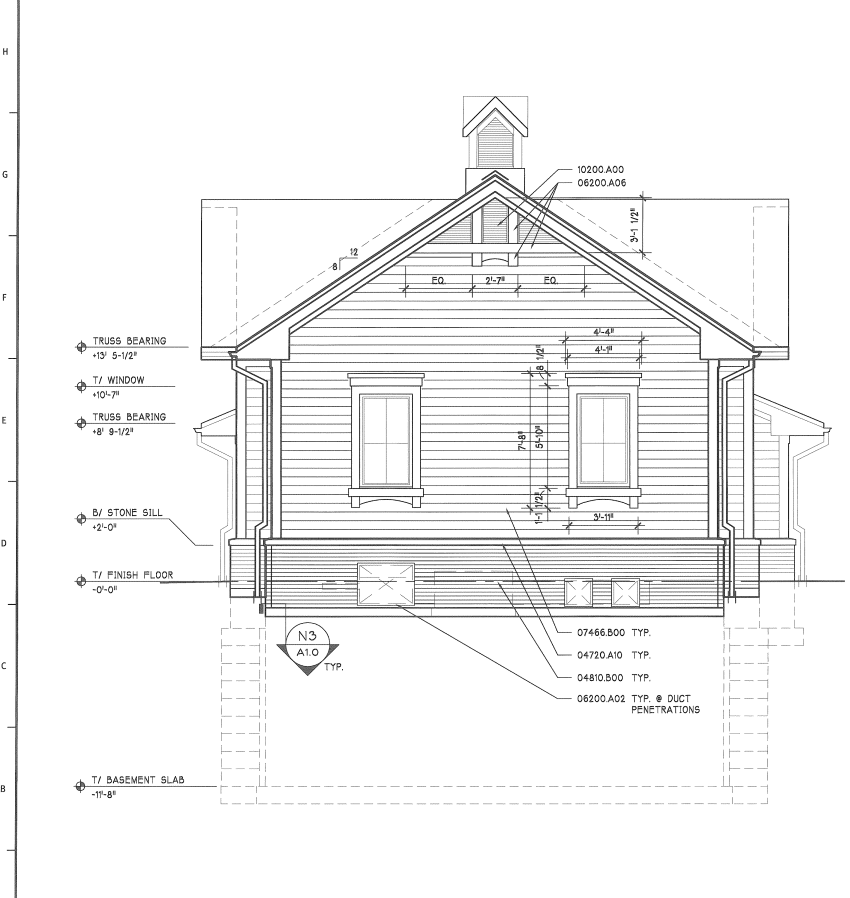 H
G
F
E
D
C
B
10200.A00
06200.A06
3'-1 1/2"
12
8
EQ. 2'-7" EQ.
TRUSS BEARING
+13' 5-1/2"
4'-4"
4'-1"
8 1/2"
T/ WINDOW
+10'-7"
TRUSS BEARING
+8' 9-1/2"
7'-8"
5'-10"
1'-1 1/2"
3'-11"
B/ STONE SILL
+2'-0"
T/ FINISH FLOOR
-0'-0"
N3
A1.0
TYP.
07466.B00 TYP.
04720.A10 TYP.
04810.B00 TYP.
06200.A02 TYP. @ DUCT
PENETRATIONS
T/ BASEMENT SLAB
-11'-8"